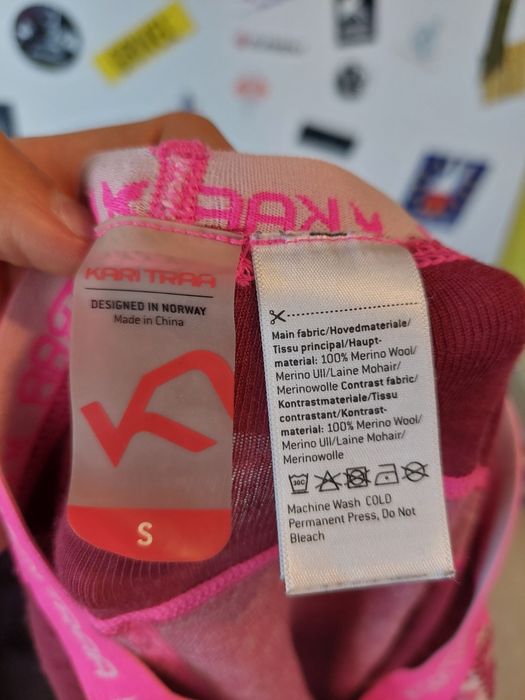 KARI TRAA
DESIGNED IN NORWAY
Made in China
S
Main fabric/Hovedmateriale/
Tissu principal/Haupt-
material: 100% Merino Wool/
Merino Ull/Laine Mohair/
Merinowolle Contrast fabric/
Kontrastmateriale/Tissu
contrastant/Kontrast-
material: 100% Merino Wool/
Merino Ull/Laine Mohair/
Merinowolle
30C
Machine Wash COLD
Permanent Press, Do Not
Bleach